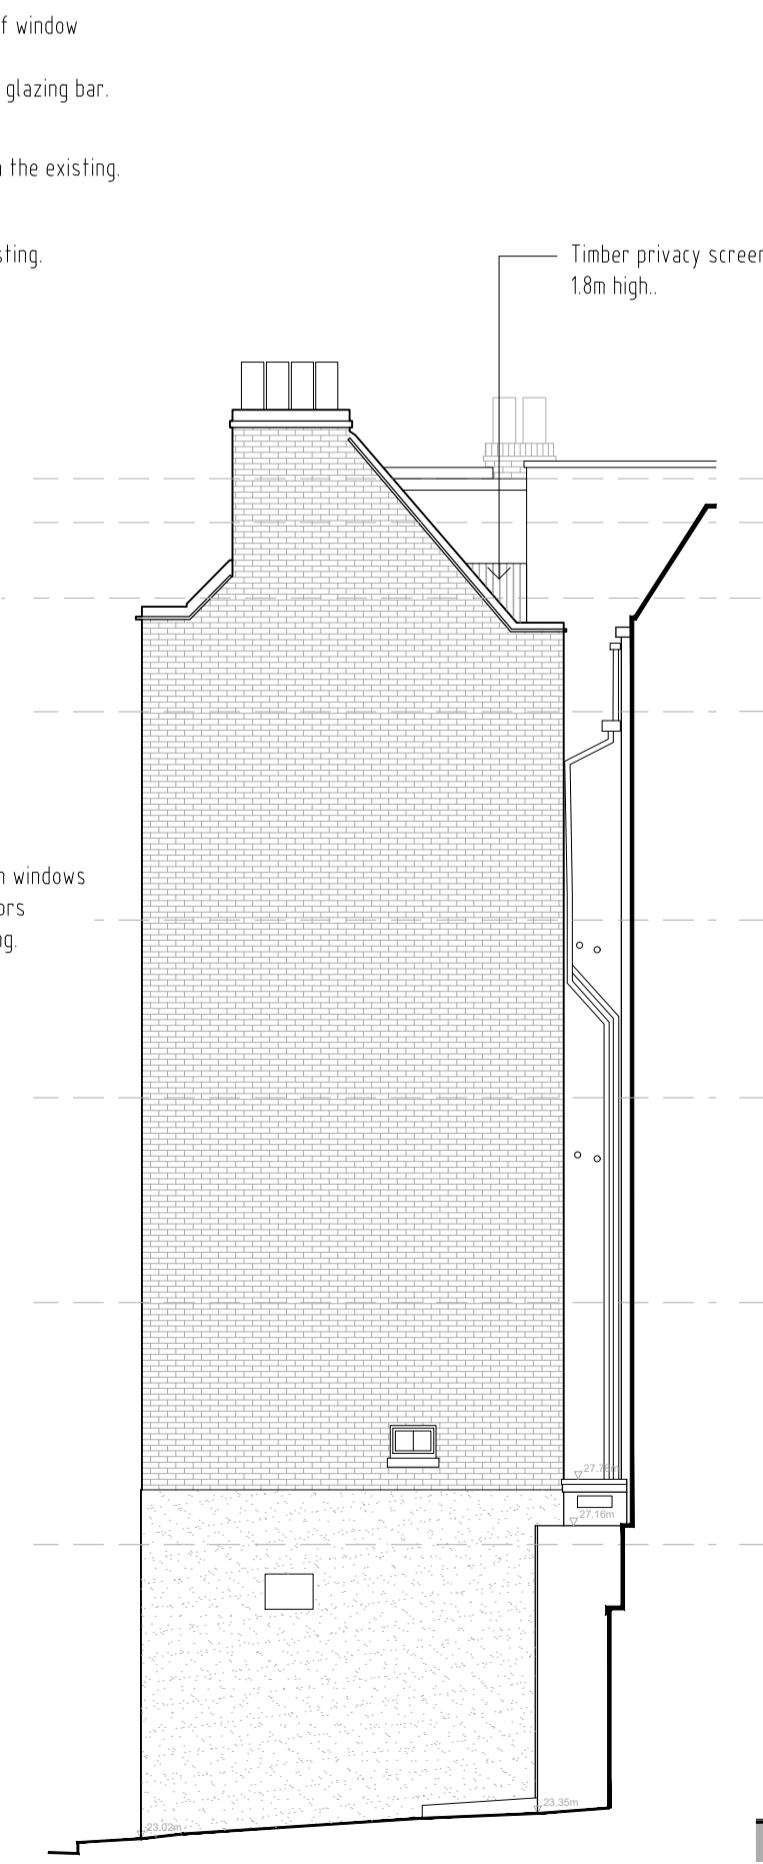 f window
glazing bar.
the existing.
sting.
Timber privacy screen
1.8m high..
windows
ors
g.
27.16m
23.35m
23.02m